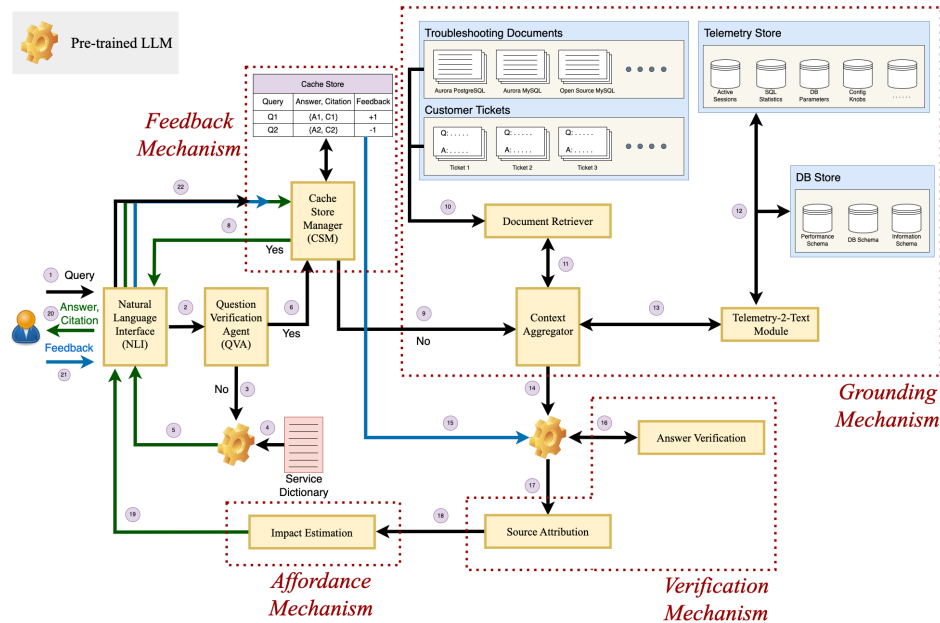 Pre-trained LLM
Feedback
Mechanism
Cache Store
Query Answer, Citation Feedback
Q1 (A1, C1) +1
Q2 (A2, C2) -1
Troubleshooting Documents
Aurora PostgreSQL Aurora MySQL Open Source MySQL
Customer Tickets
Q: . . . . . Q: . . . . . Q: . . . . .
A: . . . . . A: . . . . . A: . . . . .
Ticket 1 Ticket 2 Ticket 3
Telemetry Store
Active
Sessions
SQL
Statistics
DB
Parameters
Config
Knobs
. . . . . .
DB Store
Performance
Schema
DB Schema
Information
Schema
22
Cache
Store
Manager
(CSM)
8
Yes
10
Document Retriever
11
12
1
Query
20
Answer,
Citation
Feedback
21
Natural
Language
Interface
(NLI)
2
Question
Verification
Agent
(QVA)
6
Yes
9
No
Context
Aggregator
13
Telemetry-2-Text
Module
Grounding
Mechanism
No
3
4
5
Service
Dictionary
14
15
16
Answer Verification
17
18
19
Impact Estimation
Source Attribution
Affordance
Mechanism
Verification
Mechanism